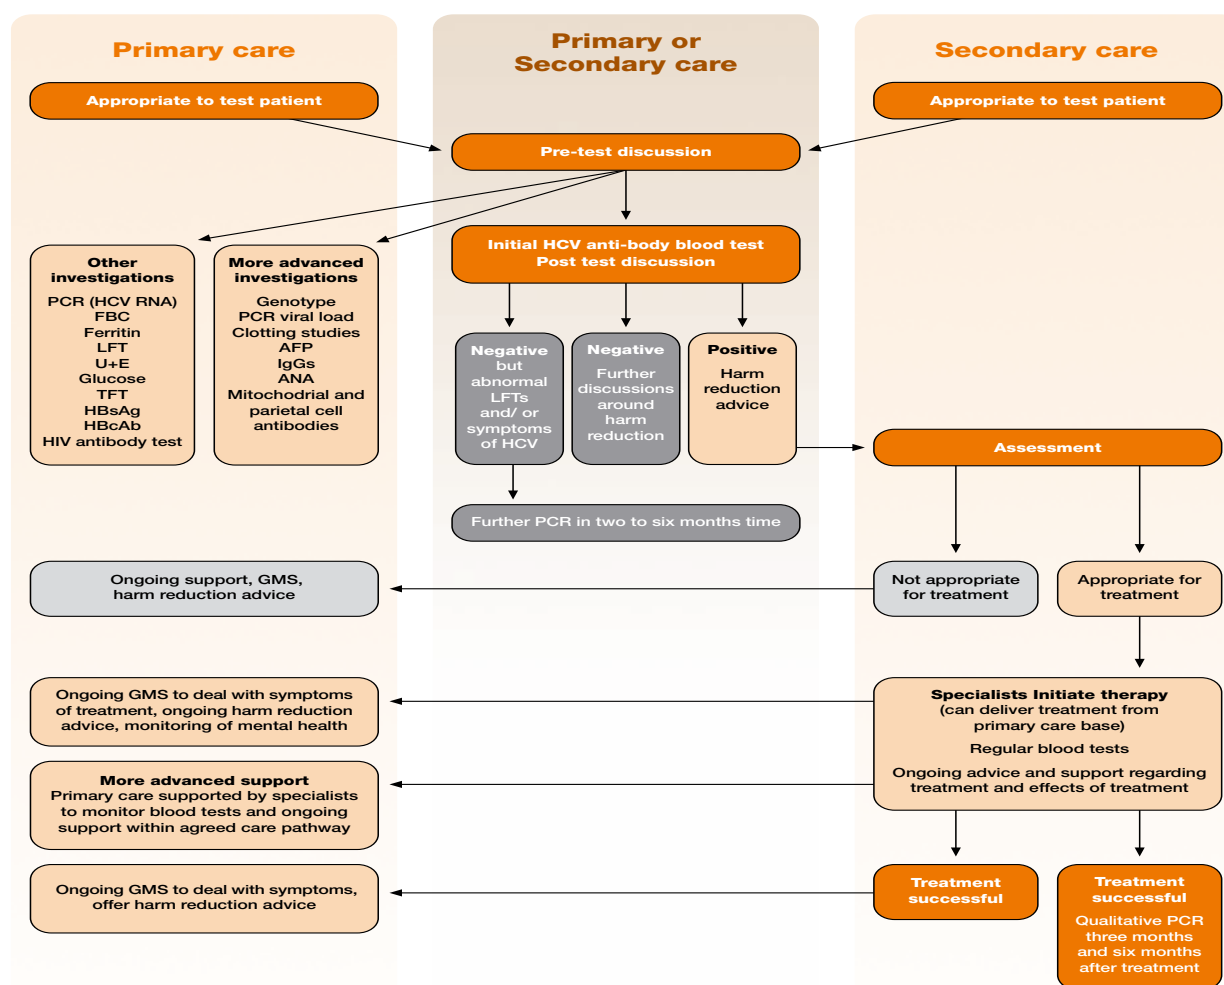 Primary care
Primary or
Secondary care
Secondary care
Appropriate to test patient
Appropriate to test patient
Pre-test discussion
Initial HCV anti-body blood test
Post test discussion
Other
investigations
PCR (HCV RNA)
FBC
Ferritin
LFT
U+E
Glucose
TFT
HBsAg
HBcAb
HIV antibody test
More advanced
investigations
Genotype
PCR viral load
Clotting studies
AFP
IgGs
ANA
Mitochodrial and
parietal cell
antibodies
Negative
but
abnormal
LFTs
and/ or
symptoms
of HCV
Negative
Further
discussions
around
harm
reduction
Positive
Harm
reduction
advice
Assessment
Further PCR in two to six months time
Ongoing support, GMS,
harm reduction advice
Not appropriate
for treatment
Appropriate for
treatment
Ongoing GMS to deal with symptoms
of treatment, ongoing harm reduction
advice, monitoring of mental health
Specialists Initiate therapy
(can deliver treatment from
primary care base)
Regular blood tests
Ongoing advice and support regarding
treatment and effects of treatment
More advanced support
Primary care supported by specialists
to monitor blood tests and ongoing
support within agreed care pathway
Ongoing GMS to deal with symptoms,
offer harm reduction advice
Treatment
successful
Treatment
successful
Qualitative PCR
three months
and six months
after treatment